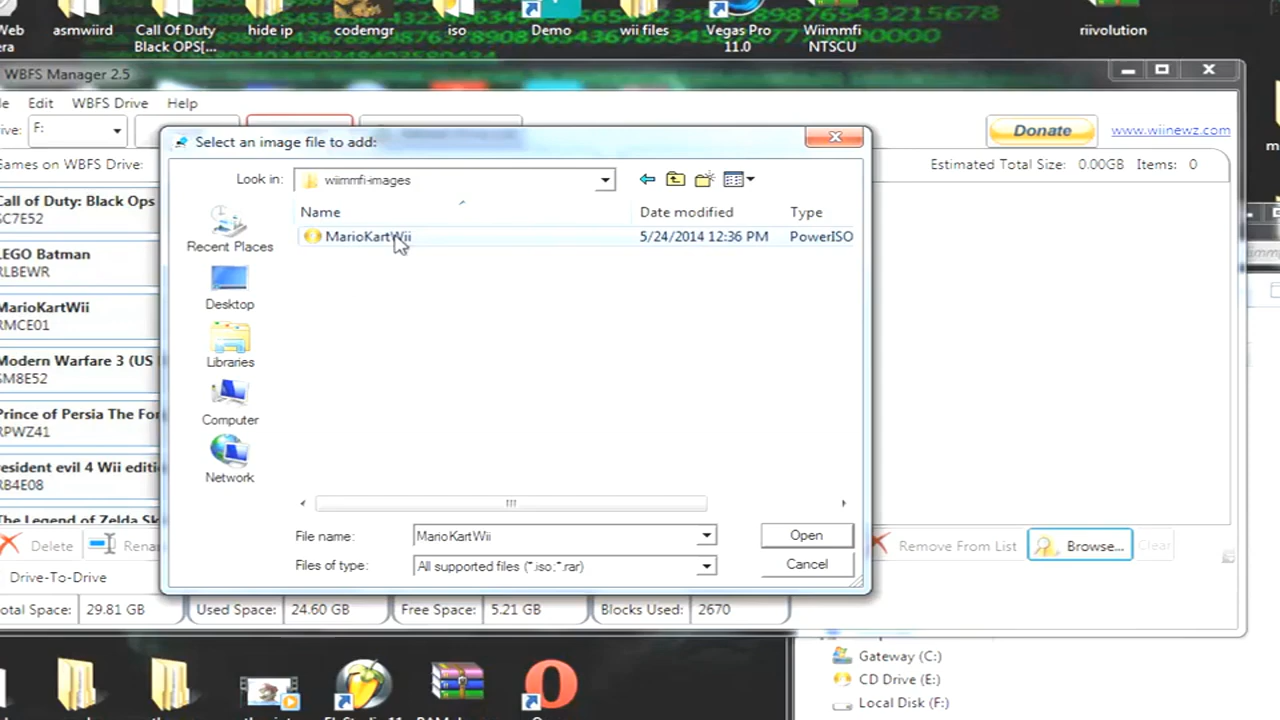 asmwiird
Call Of Duty
Black OPS[...
hide ip
codemgr
iso
Demo
wii files
Vegas Pro
11.0
Wiimmfi
NTSCU
riivolution
WBFS Manager 2.5
Edit
WBFS Drive
Help
F:
Donate
www.wiinewz.com
Games on WBFS Drive:
Estimated Total Size: 0.00GB Items: 0
Call of Duty: Black Ops
SC7E52
LEGO Batman
RLBEWR
MarioKartWii
RMCE01
Modern Warfare 3 (US
SM8E52
Prince of Persia The For
RPWZ41
resident evil 4 Wii editi
RB4E08
The Legend of Zelda Sk
Select an image file to add:
Look in:
wiimmfi-images
Name
Date modified
Type
MarioKartWii
5/24/2014 12:36 PM
PowerISO
Recent Places
Desktop
Libraries
Computer
Network
File name:
MarioKartWii
Open
Files of type:
All supported files (*.iso;*.rar)
Cancel
Delete
Rena
Remove From List
Browse...
Clear
Drive-To-Drive
otal Space:
29.81 GB
Used Space:
24.60 GB
Free Space:
5.21 GB
Blocks Used:
2670
Gateway (C:)
CD Drive (E:)
Local Disk (F:)